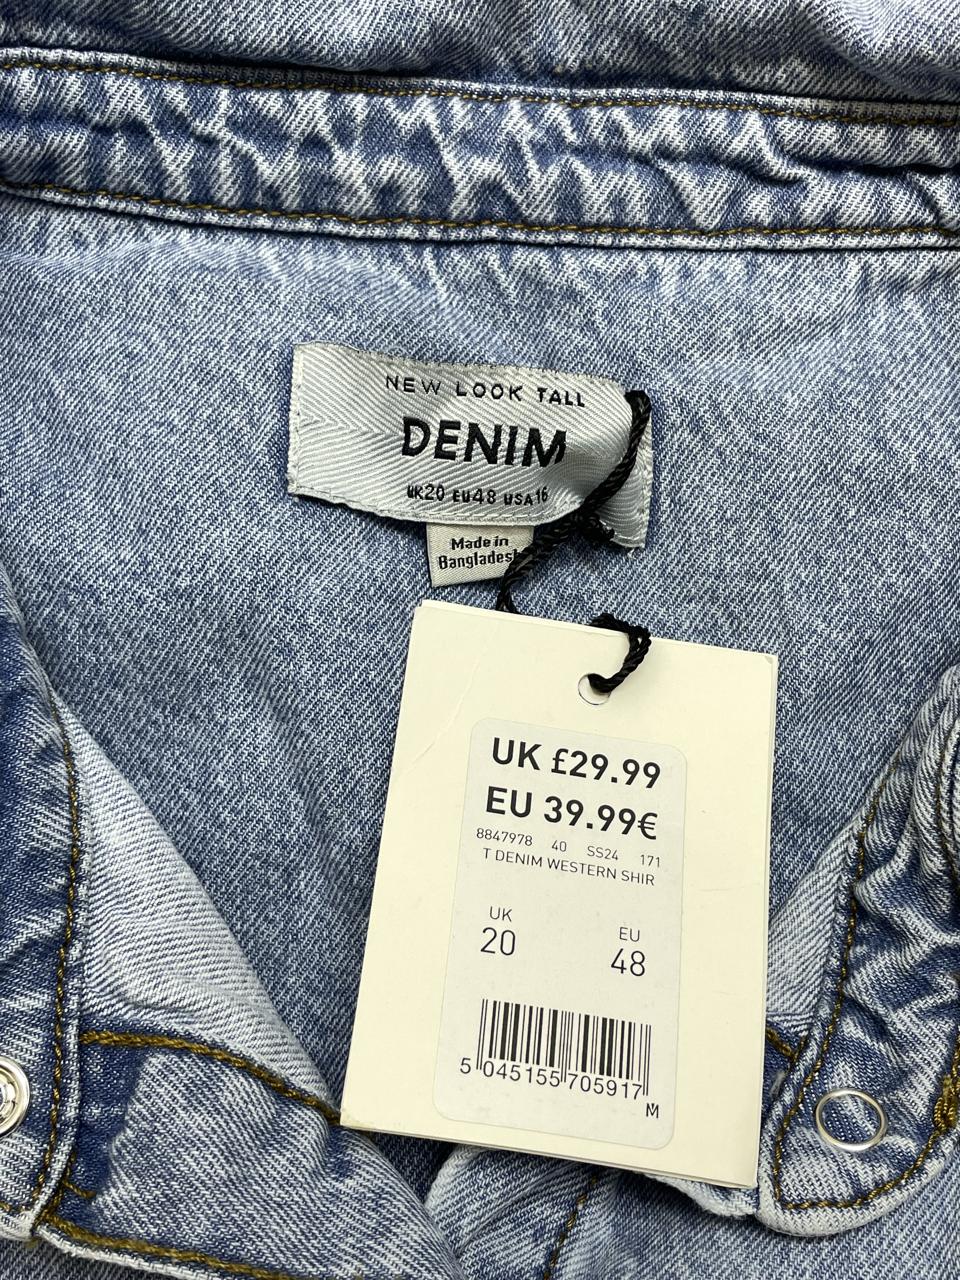 NEW LOOK TALL
DENIM
UK20 EU48 USA16
Made in
Bangladesh
UK £29.99
EU 39.99€
8847978 40 SS24 171
T DENIM WESTERN SHIR
UK EU
20 48
5 045155 705917
M